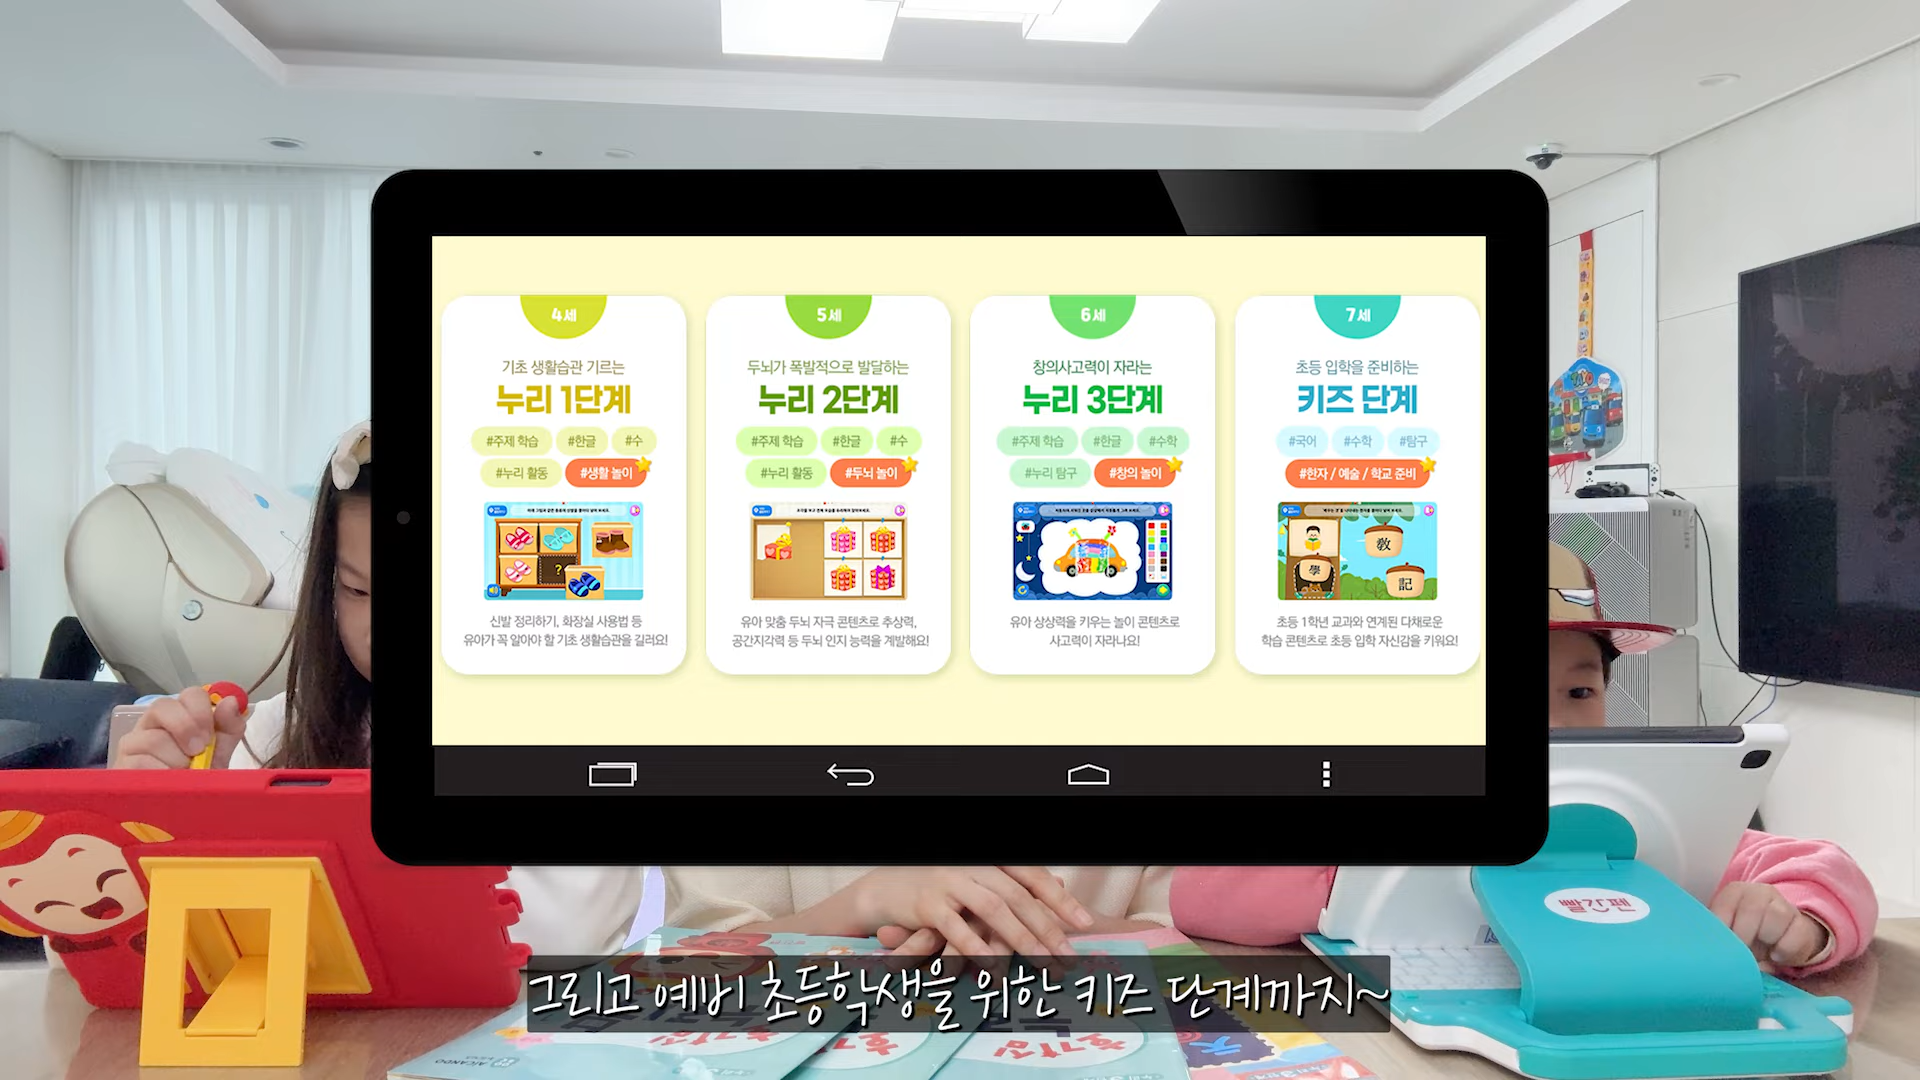 4세
기초 생활습관 기르는
누리 1단계
#주제 학습 #한글 #수
#누리 활동 #생활 놀이
신발 정리하기, 화장실 사용법 등
유아가 꼭 알아야 할 기초 생활습관을 길러요!
5세
두뇌가 폭발적으로 발달하는
누리 2단계
#주제 학습 #한글 #수
#누리 활동 #두뇌 놀이
유아 맞춤 두뇌 자극 콘텐츠로 추상력,
공간지각력 등 두뇌 인지 능력을 계발해요!
6세
창의사고력이 자라는
누리 3단계
#주제 학습 #한글 #수학
#누리 탐구 #창의 놀이
유아 상상력을 키우는 놀이 콘텐츠로
사고력이 자라나요!
7세
초등 입학을 준비하는
키즈 단계
#국어 #수학 #탐구
#한자 / 예술 / 학교 준비
敎
學
記
초등 1학년 교과와 연계된 다채로운
학습 콘텐츠로 초등 입학 자신감을 키워요!
TAYO
빨간펜
그리고 예비 초등학생을 위한 키즈 단계까지~